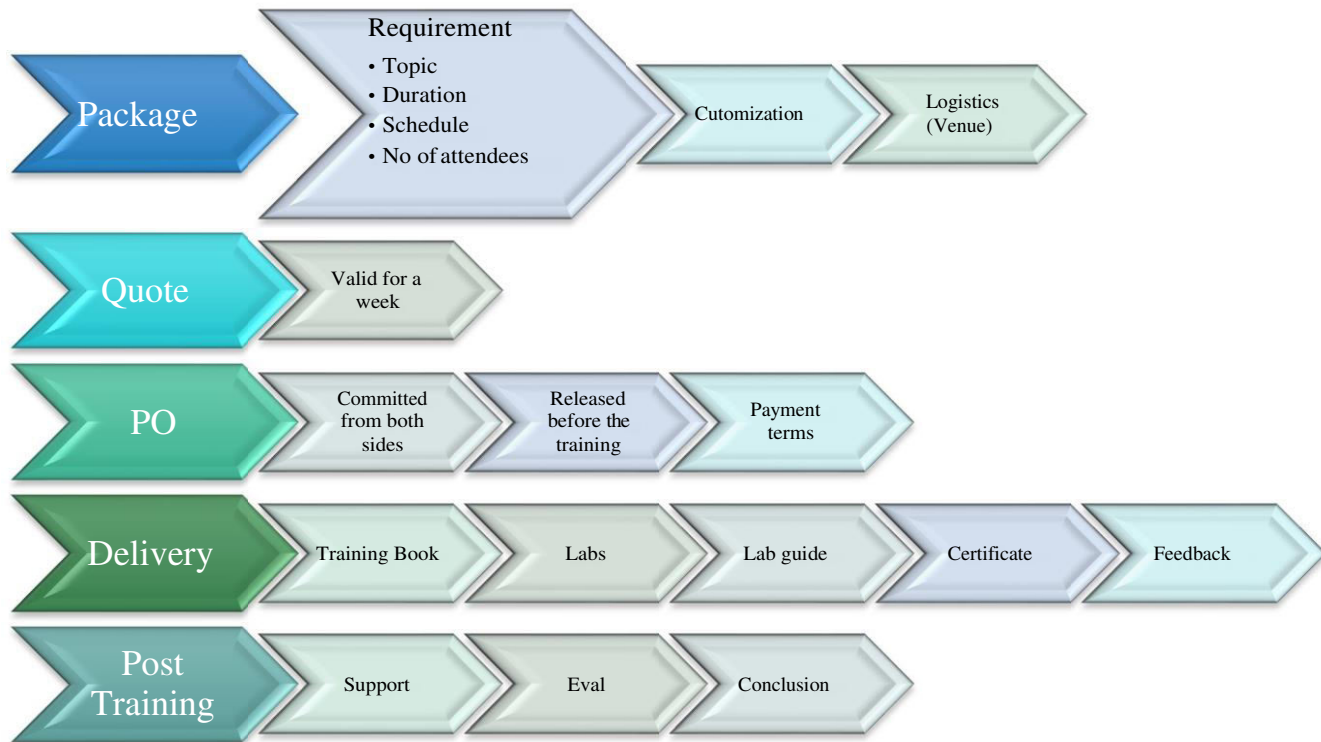 Package
Requirement
• Topic
• Duration
• Schedule
• No of attendees
Cutomization
Logistics
(Venue)
Quote
Valid for a
week
PO
Committed
from both
sides
Released
before the
training
Payment
terms
Delivery
Training Book
Labs
Lab guide
Certificate
Feedback
Post
Training
Support
Eval
Conclusion